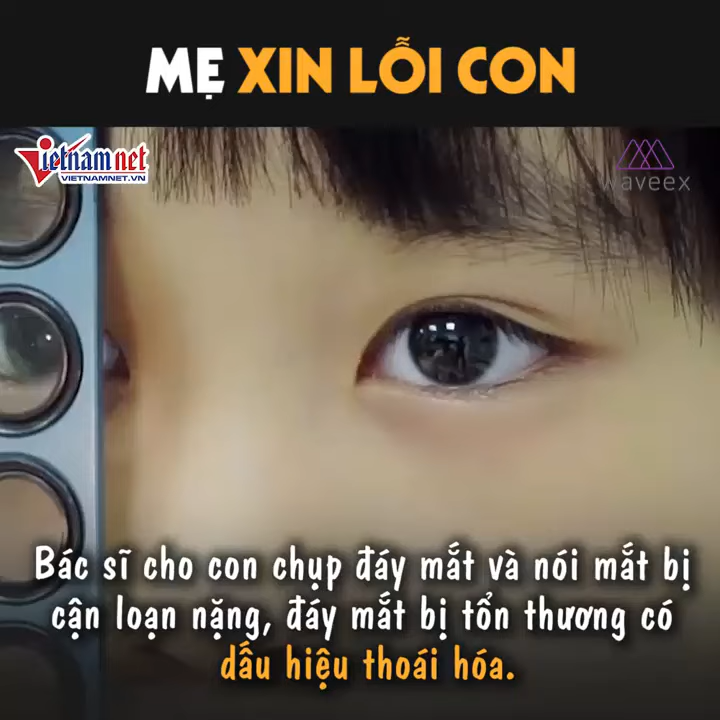 MẸ XIN LỖI CON
Vietnamnet
VIETNAMNET.VN
waveex
Bác sĩ cho con chụp đáy mắt và nói mắt bị
cận loạn nặng, đáy mắt bị tổn thương có
dấu hiệu thoái hóa.